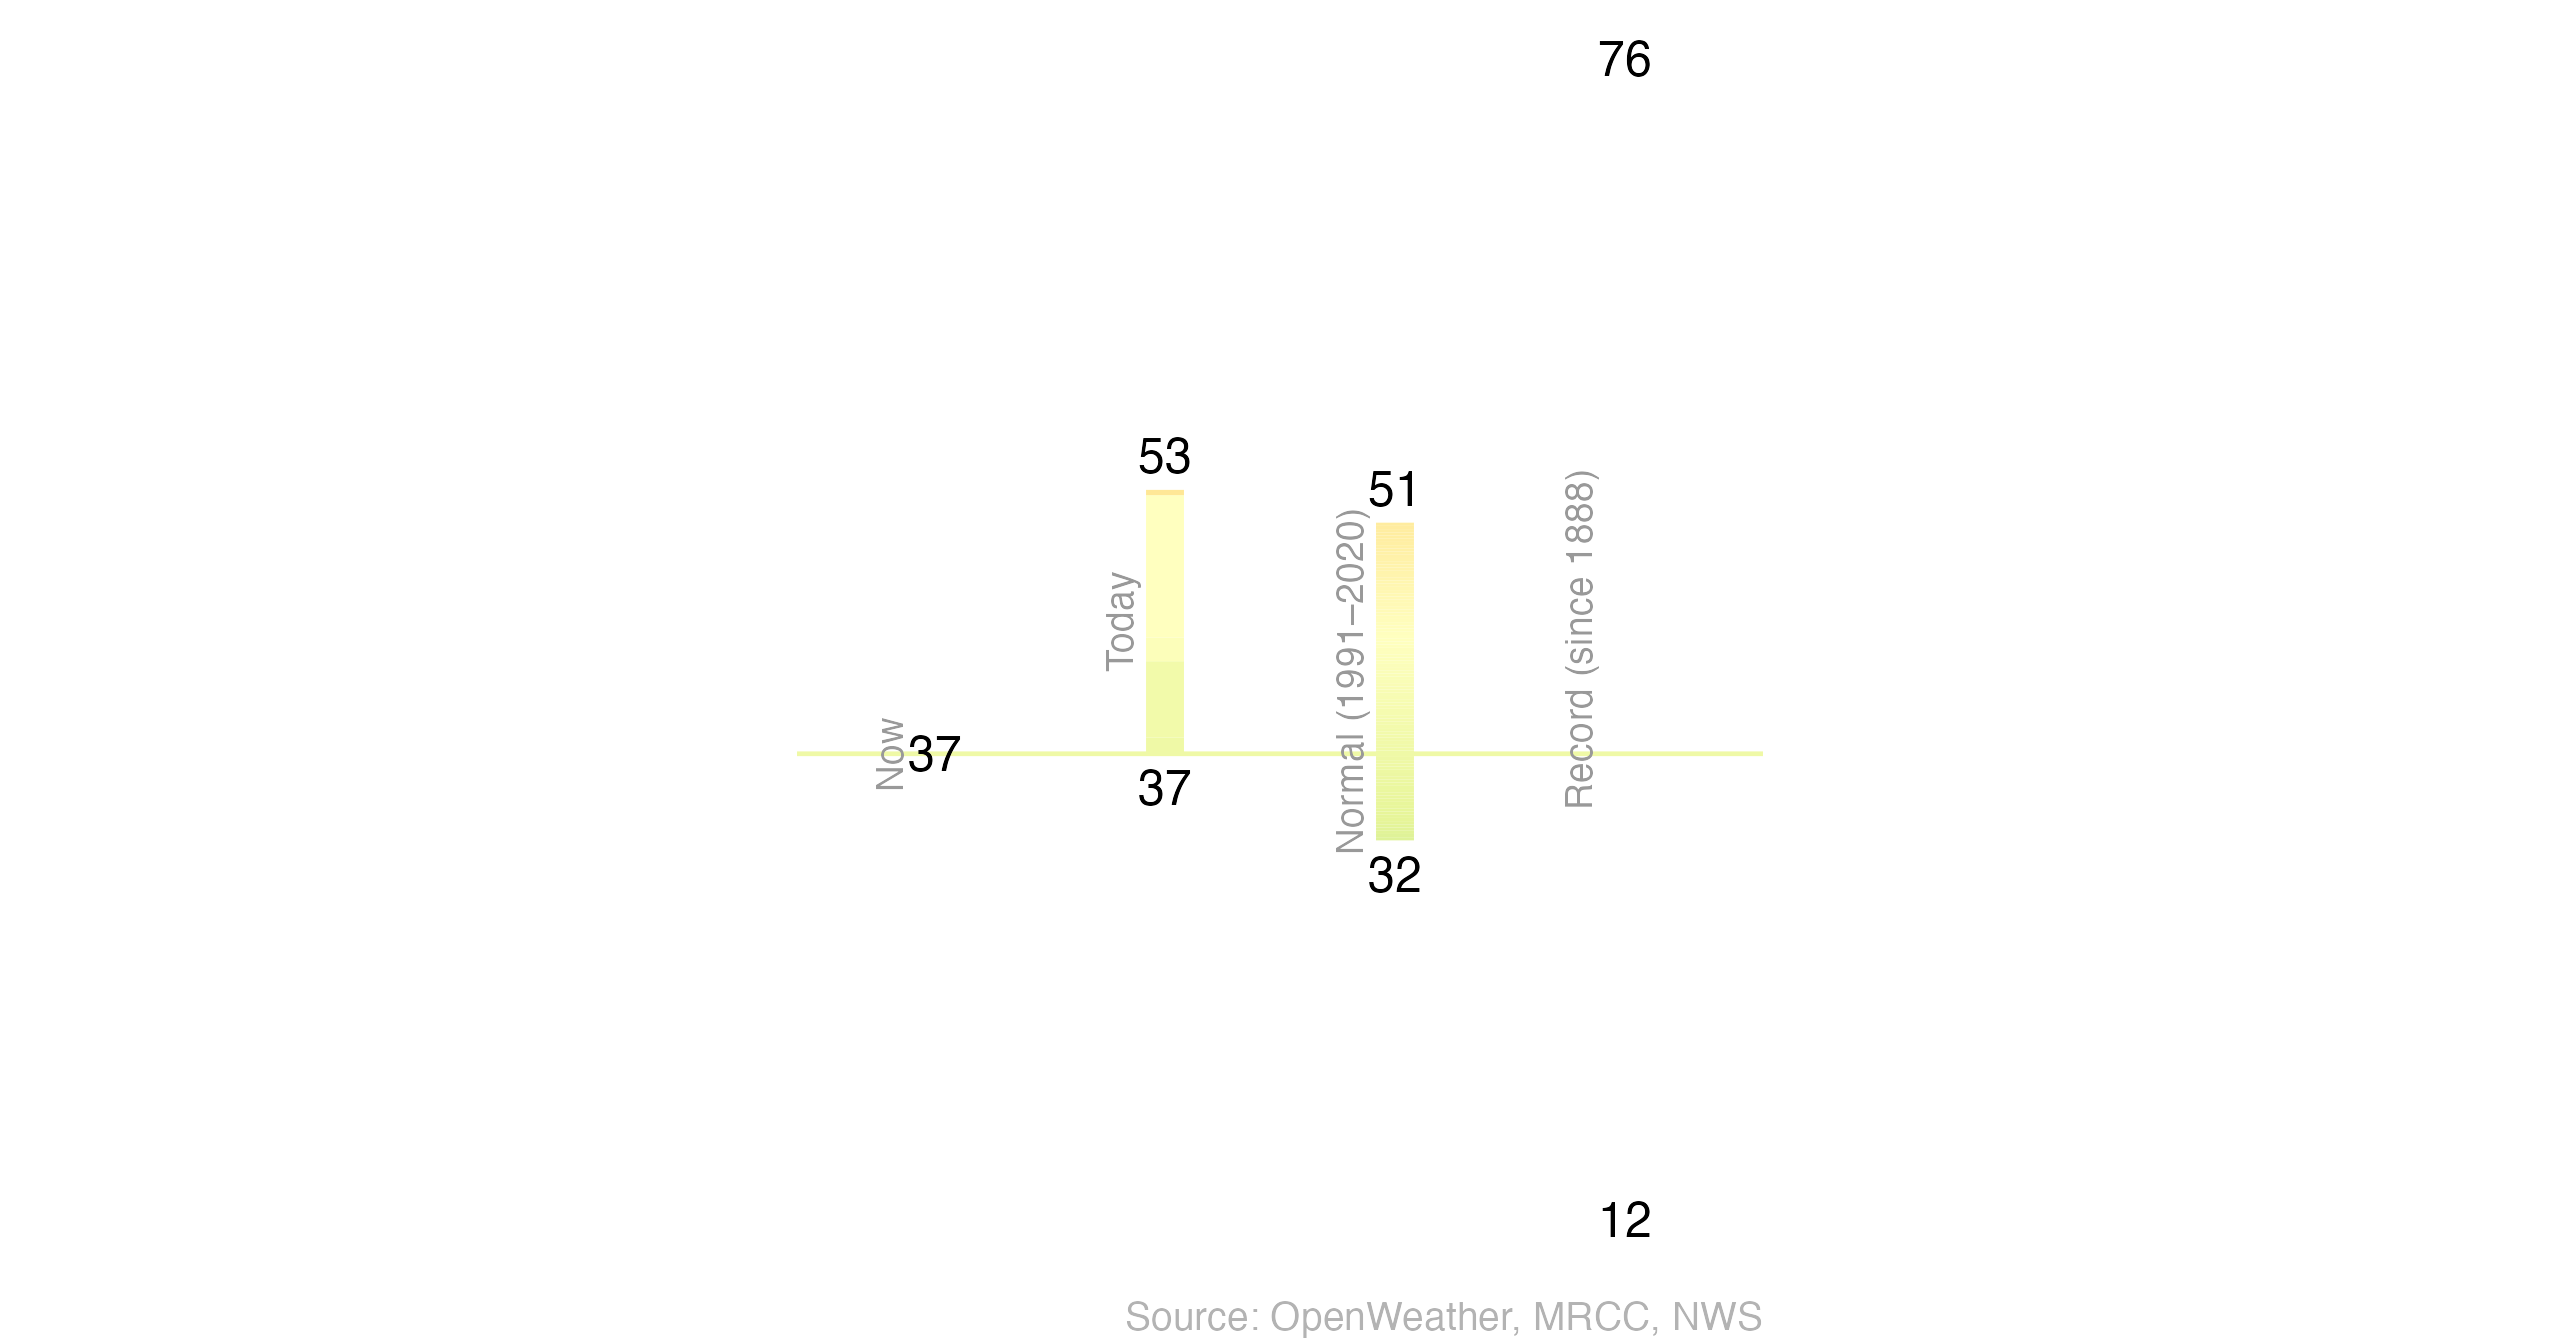 76
53
51
Now
37
Today
37
Normal (1991–2020)
32
Record (since 1888)
12
Source: OpenWeather, MRCC, NWS